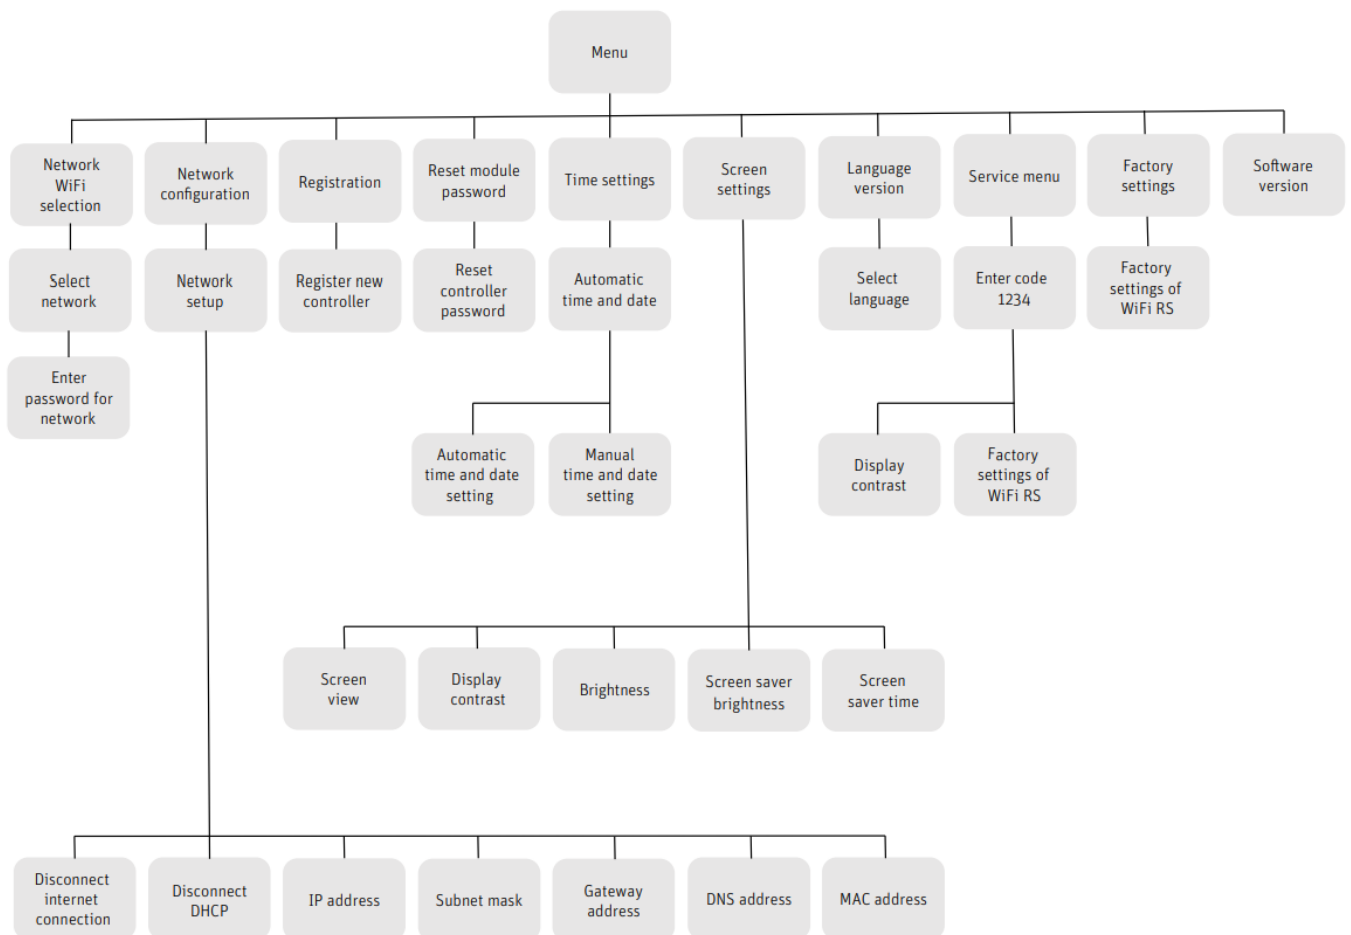 Menu
Network
WiFi
selection
Network
configuration
Registration
Reset module
password
Time settings
Screen
settings
Language
version
Service menu
Factory
settings
Software
version
Select
network
Network
setup
Register new
controller
Reset
controller
password
Automatic
time and date
Select
language
Enter code
1234
Factory
settings of
WiFi RS
Enter
password for
network
Automatic
time and date
setting
Manual
time and date
setting
Display
contrast
Factory
settings of
WiFi RS
Screen
view
Display
contrast
Brightness
Screen saver
brightness
Screen
saver time
Disconnect
internet
connection
Disconnect
DHCP
IP address
Subnet mask
Gateway
address
DNS address
MAC address